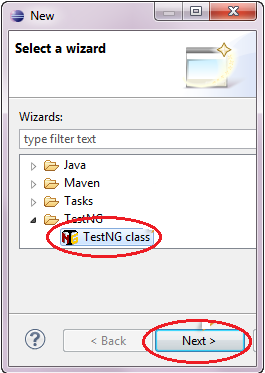 New
Select a wizard
Wizards:
type filter text
Java
Maven
Tasks
TestNG
TestNG class
?
< Back
Next >